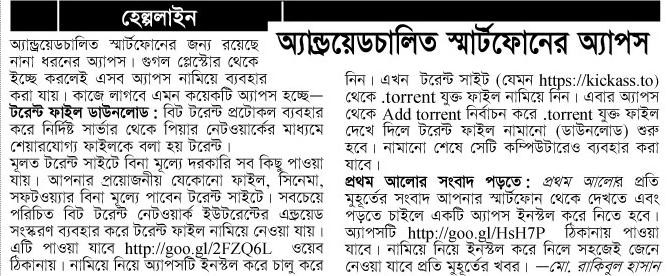 হেল্পলাইন
অ্যান্ড্রয়েডচালিত স্মার্টফোনের অ্যাপস
অ্যান্ড্রয়েডচালিত স্মার্টফোনের জন্য রয়েছে
নানা ধরনের অ্যাপস। গুগল প্লেস্টোর থেকে
ইচ্ছে করলেই এসব অ্যাপস নামিয়ে ব্যবহার
করা যায়। কাজে লাগবে এমন কয়েকটি অ্যাপস হচ্ছে—
টরেন্ট ফাইল ডাউনলোড : বিট টরেন্ট প্রটোকল ব্যবহার
করে নির্দিষ্ট সার্ভার থেকে পিয়ার নেটওয়ার্কের মাধ্যমে
শেয়ারযোগ্য ফাইলকে বলা হয় টরেন্ট।
মূলত টরেন্ট সাইটে বিনা মূল্যে দরকারি সব কিছু পাওয়া
যায়। আপনার প্রয়োজনীয় যেকোনো ফাইল, সিনেমা,
সফটওয়্যার বিনা মূল্যে পাবেন টরেন্ট সাইটে। সবচেয়ে
পরিচিত বিট টরেন্ট নেটওয়ার্ক ইউটরেন্টের এন্ড্রয়েড
সংস্করণ ব্যবহার করে টরেন্ট ফাইল নামিয়ে নেওয়া যায়।
এটি পাওয়া যাবে http://goo.gl/2FZQ6L ওয়েব
ঠিকানায়। নামিয়ে নিয়ে অ্যাপসটি ইনস্টল করে চালু করে
নিন। এখন টরেন্ট সাইট (যেমন https://kickass.to)
থেকে .torrent যুক্ত ফাইল নামিয়ে নিন। এবার অ্যাপস
থেকে Add torrent নির্বাচন করে .torrent যুক্ত ফাইল
দেখে দিলে টরেন্ট ফাইল নামানো (ডাউনলোড) শুরু
হবে। নামানো শেষে সেটি কম্পিউটারেও ব্যবহার করা
যাবে।
প্রথম আলোর সংবাদ পড়তে : প্রথম আলোর প্রতি
মুহূর্তের সংবাদ আপনার স্মার্টফোন থেকে দেখতে এবং
পড়তে চাইলে একটি অ্যাপস ইনস্টল করে নিতে হবে।
অ্যাপসটি http://goo.gl/HsH7P ঠিকানায় পাওয়া
যাবে। নামিয়ে নিয়ে ইনস্টল করে নিলে সহজেই জেনে
নেওয়া যাবে প্রতি মুহূর্তের খবর। —মো. রাকিবুল হাসান